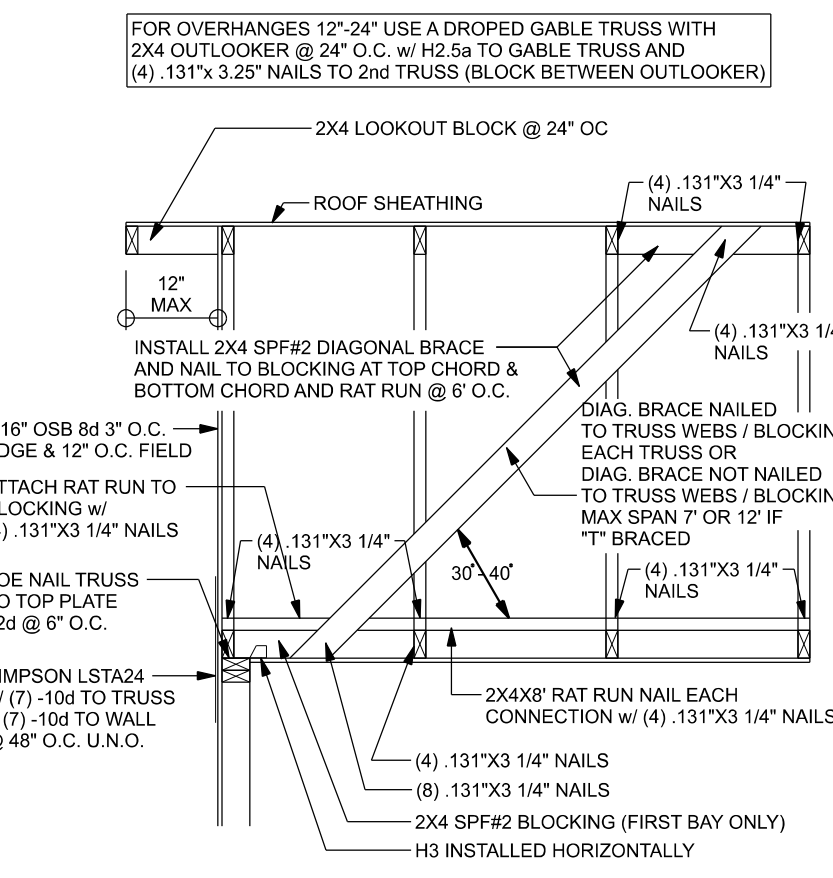 FOR OVERHANGES 12"-24" USE A DROPED GABLE TRUSS WITH
2X4 OUTLOOKER @ 24" O.C. w/ H2.5a TO GABLE TRUSS AND
(4) .131"x 3.25" NAILS TO 2nd TRUSS (BLOCK BETWEEN OUTLOOKER)
2X4 LOOKOUT BLOCK @ 24" OC
(4) .131"X3 1/4"
NAILS
ROOF SHEATHING
12"
MAX
(4) .131"X3 1/4
NAILS
INSTALL 2X4 SPF#2 DIAGONAL BRACE
AND NAIL TO BLOCKING AT TOP CHORD &
BOTTOM CHORD AND RAT RUN @ 6' O.C.
DIAG. BRACE NAILED
TO TRUSS WEBS / BLOCKIN
EACH TRUSS OR
DIAG. BRACE NOT NAILED
TO TRUSS WEBS / BLOCKIN
MAX SPAN 7' OR 12' IF
"T" BRACED
16" OSB 8d 3" O.C.
DGE & 12" O.C. FIELD
TTACH RAT RUN TO
LOCKING w/
) .131"X3 1/4" NAILS
(4) .131"X3 1/4"
NAILS
30° - 40°
(4) .131"X3 1/4"
NAILS
OE NAIL TRUSS
O TOP PLATE
2d @ 6" O.C.
IMPSON LSTA24
/ (7) -10d TO TRUSS
(7) -10d TO WALL
@ 48" O.C. U.N.O.
2X4X8' RAT RUN NAIL EACH
CONNECTION w/ (4) .131"X3 1/4" NAILS
(4) .131"X3 1/4" NAILS
(8) .131"X3 1/4" NAILS
2X4 SPF#2 BLOCKING (FIRST BAY ONLY)
H3 INSTALLED HORIZONTALLY